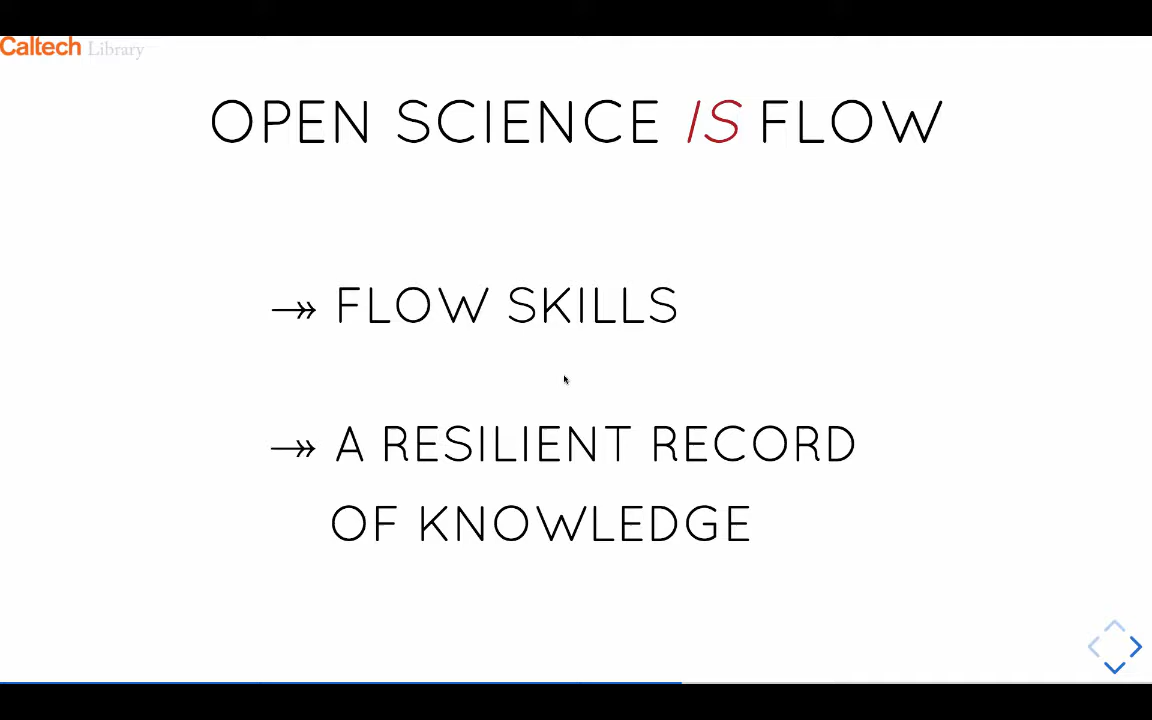 Caltech Library
OPEN SCIENCE IS FLOW
↠ FLOW SKILLS
↠ A RESILIENT RECORD
OF KNOWLEDGE